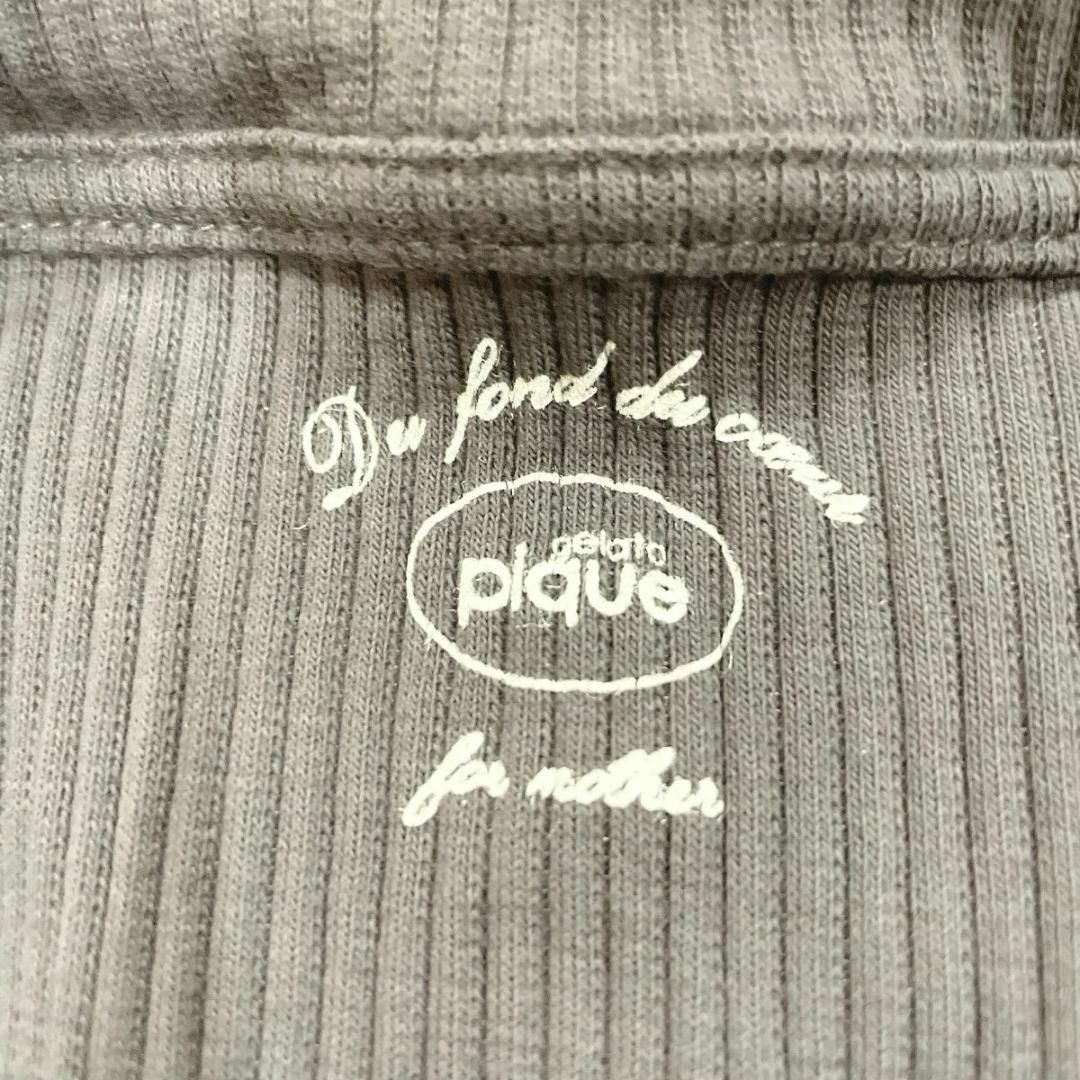 Du fond du coeur
gelato
pique
for mother